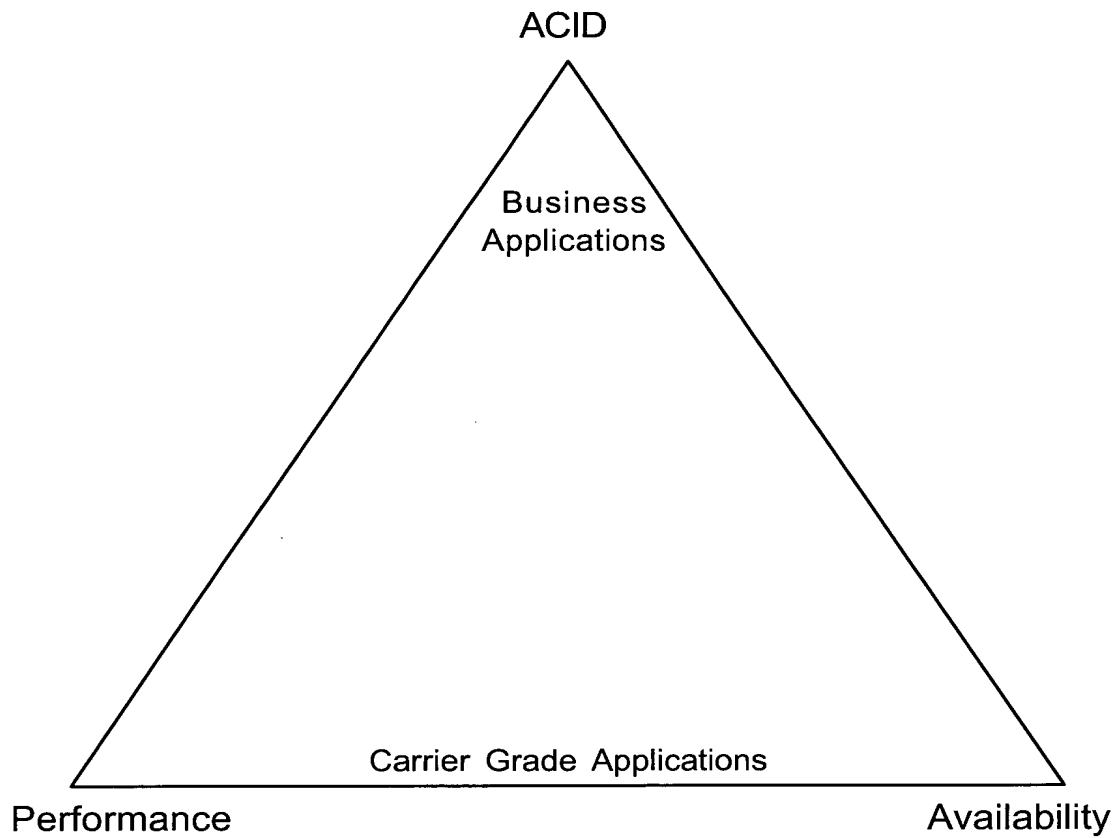 ACID
Business
Applications
Carrier Grade Applications
Performance
Availability